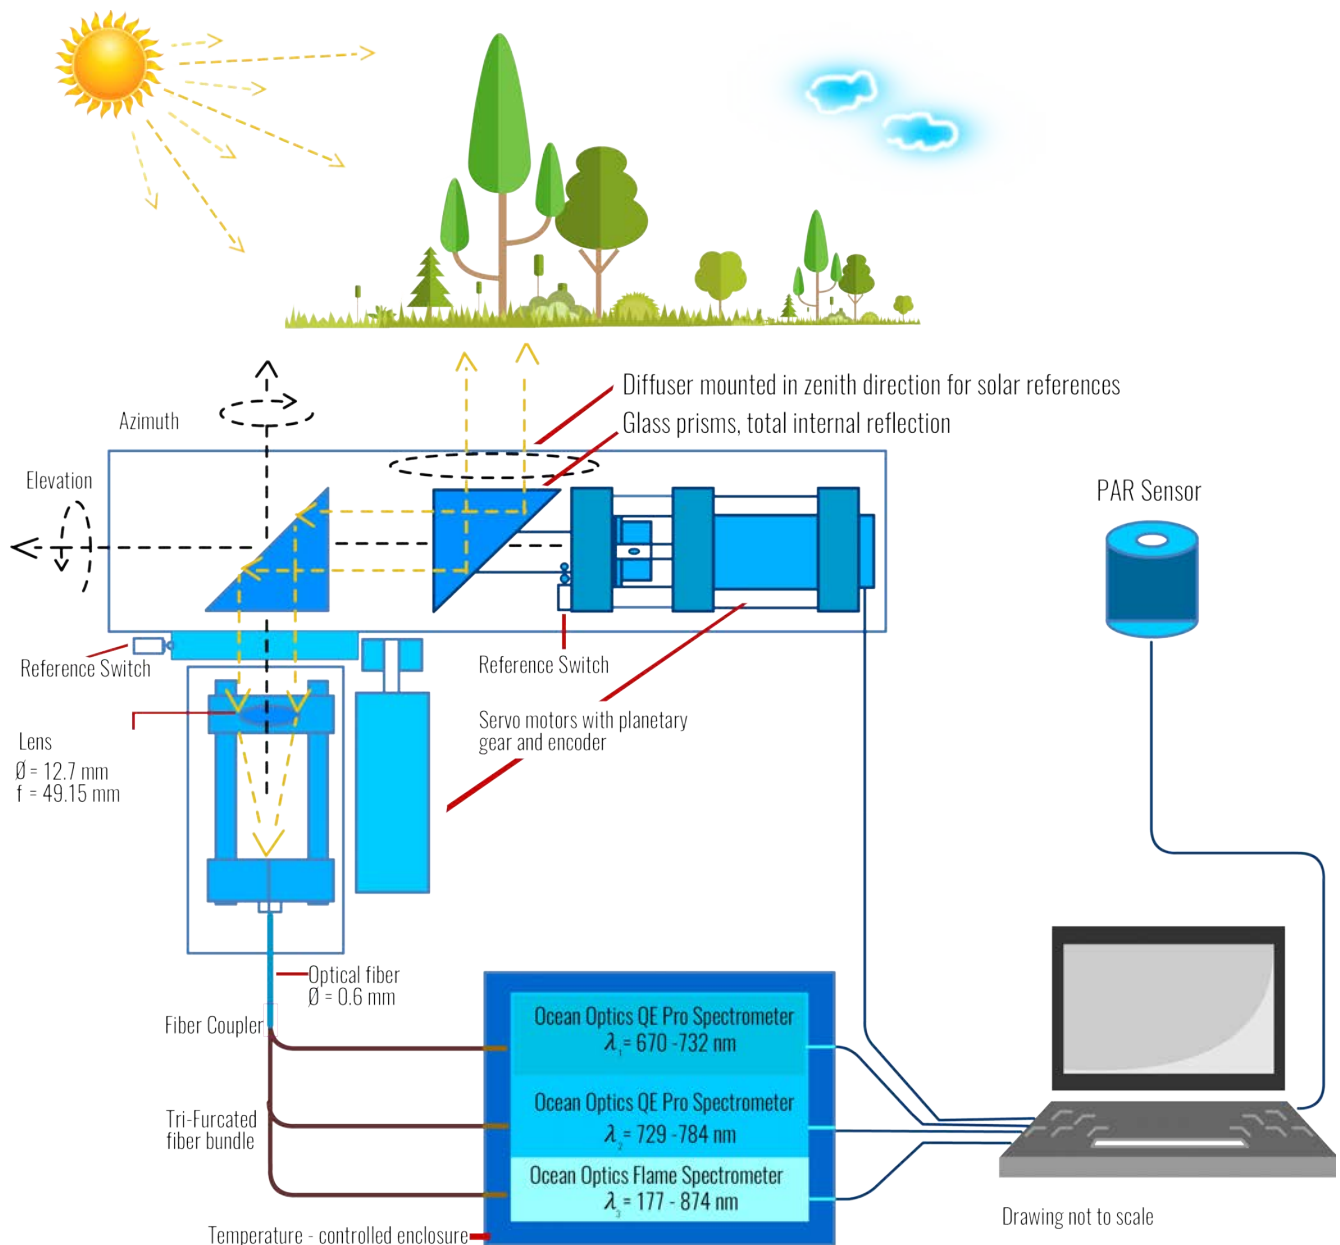 Diffuser mounted in zenith direction for solar references
Glass prisms, total internal reflection
Azimuth
Elevation
PAR Sensor
Reference Switch
Reference Switch
Servo motors with planetary
gear and encoder
Lens
Ø = 12.7 mm
f = 49.15 mm
Optical fiber
Ø = 0.6 mm
Fiber Coupler
Tri-Furcated
fiber bundle
Ocean Optics QE Pro Spectrometer
λ₁= 670 -732 nm
Ocean Optics QE Pro Spectrometer
λ₂= 729 -784 nm
Ocean Optics Flame Spectrometer
λ₃= 177 - 874 nm
Temperature - controlled enclosure
Drawing not to scale